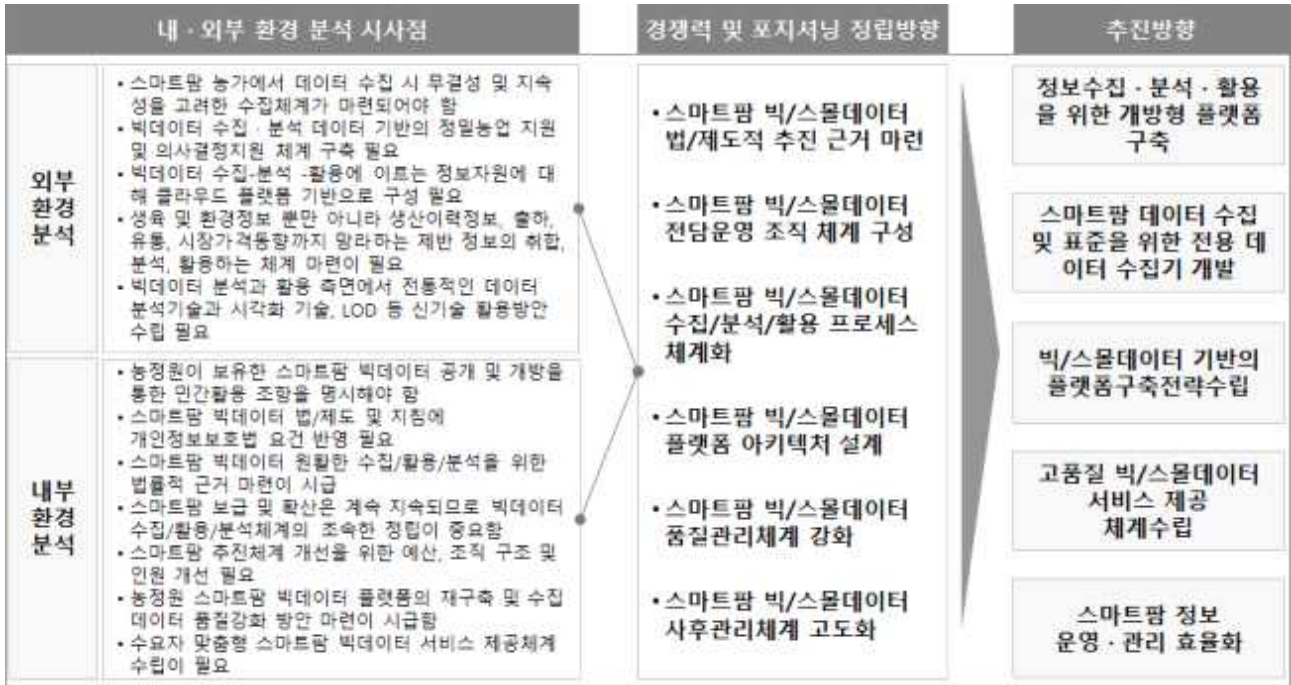 내 · 외부 환경 분석 시사점
경쟁력 및 포지셔닝 정립방향
추진방향
외부
환경
분석
• 스마트팜 농가에서 데이터 수집 시 무결성 및 지속
성을 고려한 수집체계가 마련되어야 함
• 빅데이터 수집 · 분석 데이터 기반의 정밀농업 지원
및 의사결정지원 체계 구축 필요
• 빅데이터 수집-분석 -활용에 이르는 정보자원에 대
해 클라우드 플랫폼 기반으로 구성 필요
• 생육 및 환경정보 뿐만 아니라 생산이력정보, 출하,
유통, 시장가격동향까지 망라하는 제반 정보의 취합,
분석, 활용하는 체계 마련이 필요
• 빅데이터 분석과 활용 측면에서 전통적인 데이터
분석기술과 시각화 기술, LOD 등 신기술 활용방안
수립 필요
내부
환경
분석
• 농정원이 보유한 스마트팜 빅데이터 공개 및 개방을
통한 민간활용 조항을 명시해야 함
• 스마트팜 빅데이터 법/제도 및 지침에
개인정보보호법 요건 반영 필요
• 스마트팜 빅데이터 원활한 수집/활용/분석을 위한
법률적 근거 마련이 시급
• 스마트팜 보급 및 확산은 계속 지속되므로 빅데이터
수집/활용/분석체계의 조속한 정립이 중요함
• 스마트팜 추진체계 개선을 위한 예산, 조직 구조 및
인원 개선 필요
• 농정원 스마트팜 빅데이터 플랫폼의 재구축 및 수집
데이터 품질강화 방안 마련이 시급함
• 수요자 맞춤형 스마트팜 빅데이터 서비스 제공체계
수립이 필요
• 스마트팜 빅/스몰데이터
법/제도적 추진 근거 마련
• 스마트팜 빅/스몰데이터
전담운영 조직 체계 구성
• 스마트팜 빅/스몰데이터
수집/분석/활용 프로세스
체계화
• 스마트팜 빅/스몰데이터
플랫폼 아키텍처 설계
• 스마트팜 빅/스몰데이터
품질관리체계 강화
• 스마트팜 빅/스몰데이터
사후관리체계 고도화
정보수집 · 분석 · 활용
을 위한 개방형 플랫폼
구축
스마트팜 데이터 수집
및 표준을 위한 전용 데
이터 수집기 개발
빅/스몰데이터 기반의
플랫폼구축전략수립
고품질 빅/스몰데이터
서비스 제공
체계수립
스마트팜 정보
운영 · 관리 효율화